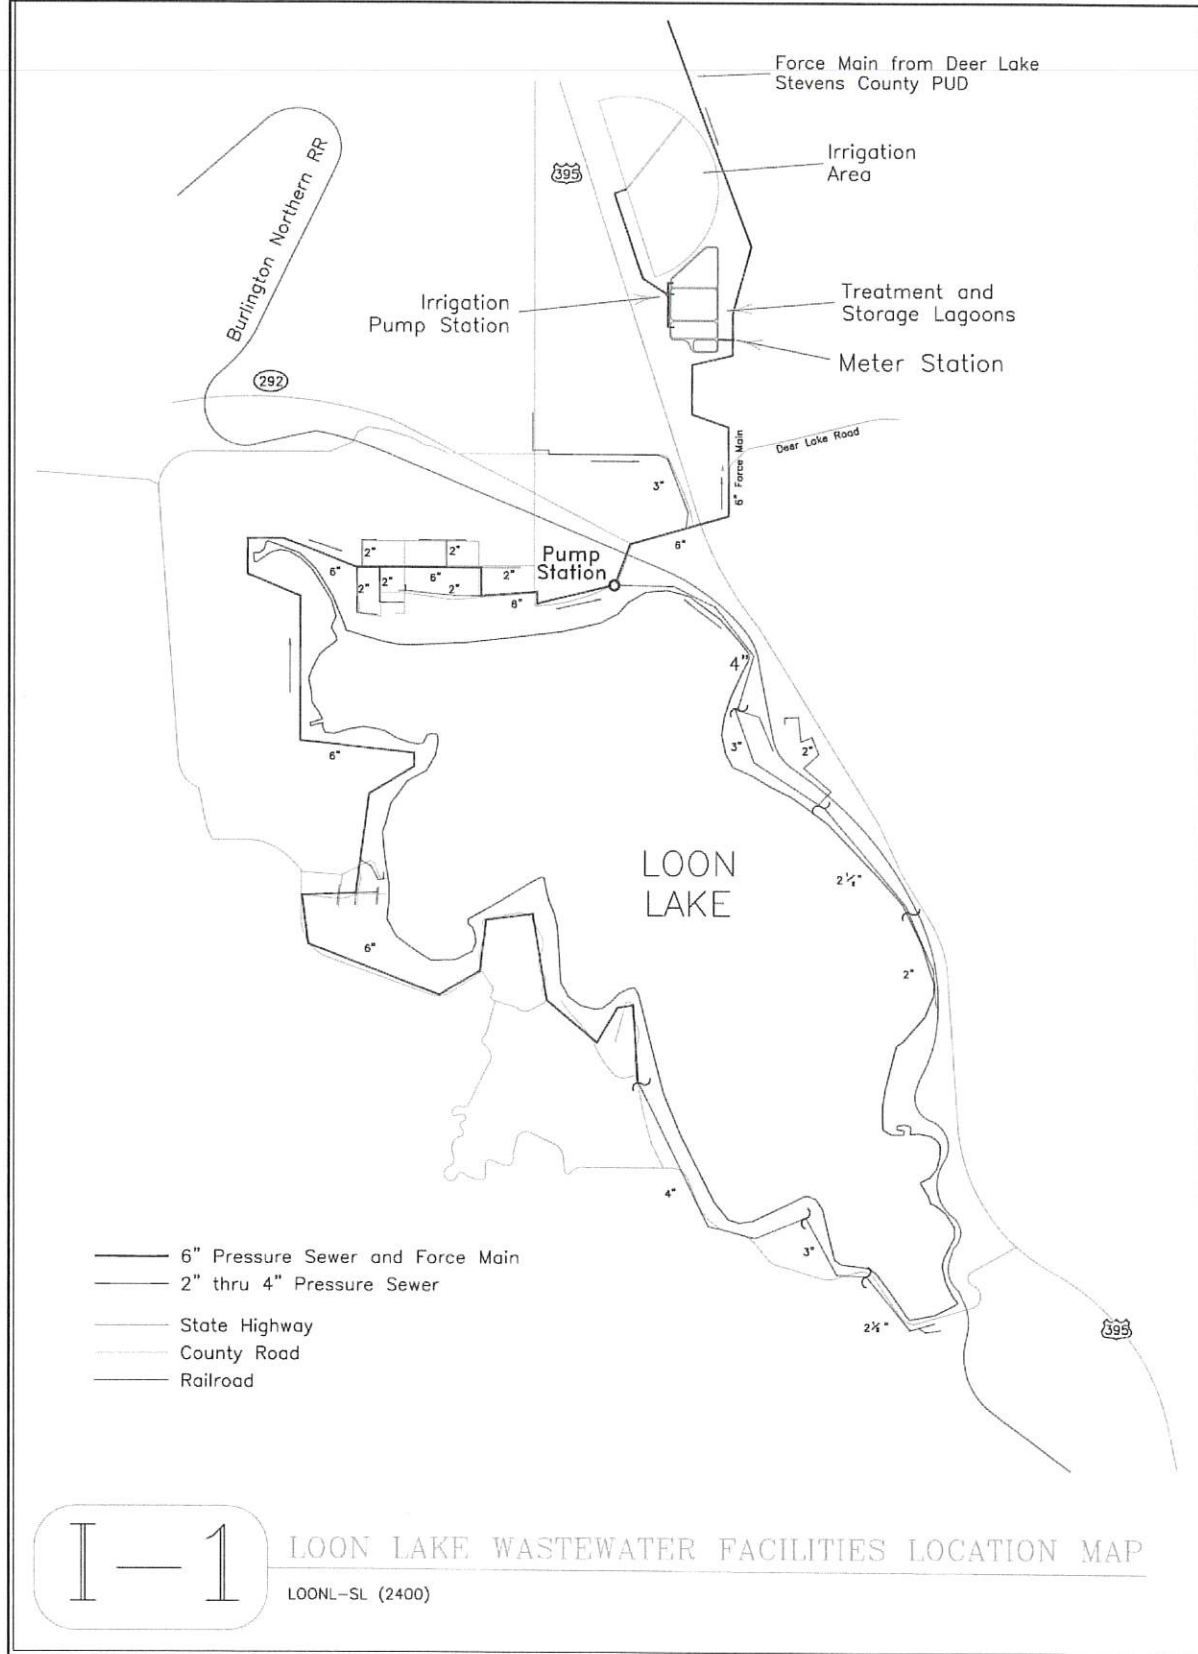 Force Main from Deer Lake
Stevens County PUD
Irrigation
Area
395
Burlington Northern RR
Irrigation
Pump Station
Treatment and
Storage Lagoons
Meter Station
292
Deer Lake Road
6" Force Main
3"
6"
Pump
Station
2"
2"
6"
2"
2"
6"
2"
2"
6"
4"
3"
2"
6"
LOON
LAKE
2½"
6"
2"
4"
3"
2½"
6" Pressure Sewer and Force Main
2" thru 4" Pressure Sewer
State Highway
County Road
Railroad
395
I-1
LOON LAKE WASTEWATER FACILITIES LOCATION MAP
LOONL-SL (2400)